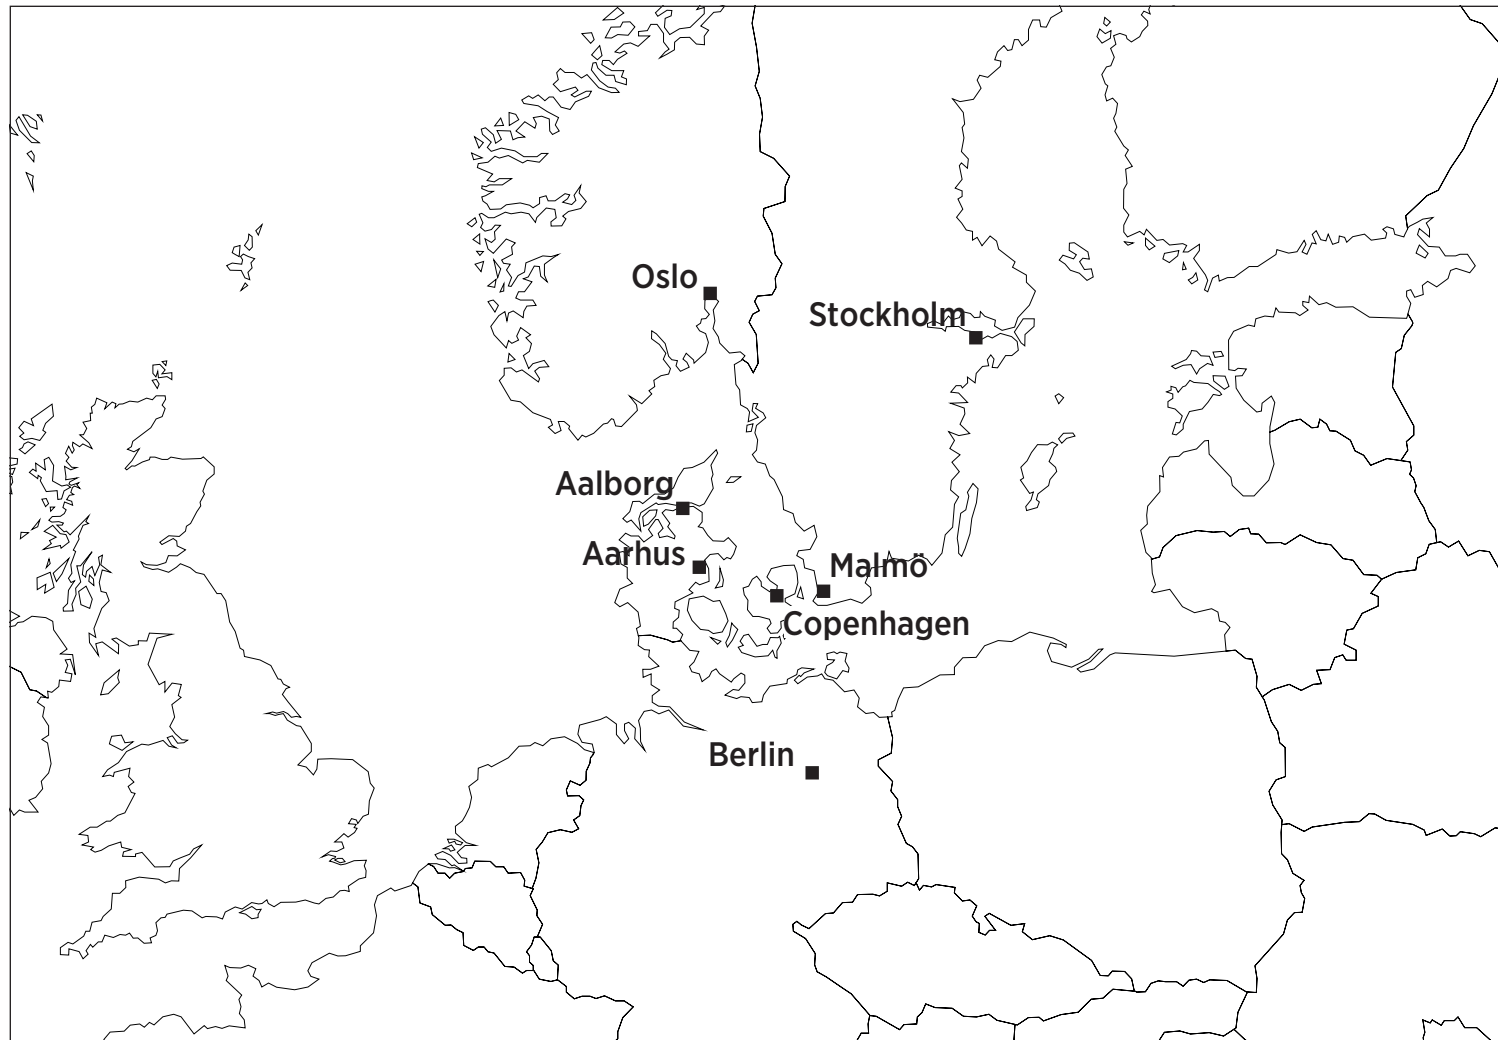 Oslo
Stockholm
Aalborg
Aarhus
Malmö
Copenhagen
Berlin